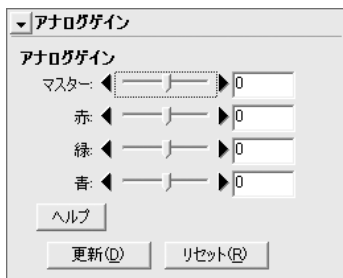 アナログゲイン
アナログゲイン
マスター: 0
赤: 0
緑: 0
青: 0
ヘルプ
更新(D) リセット(R)